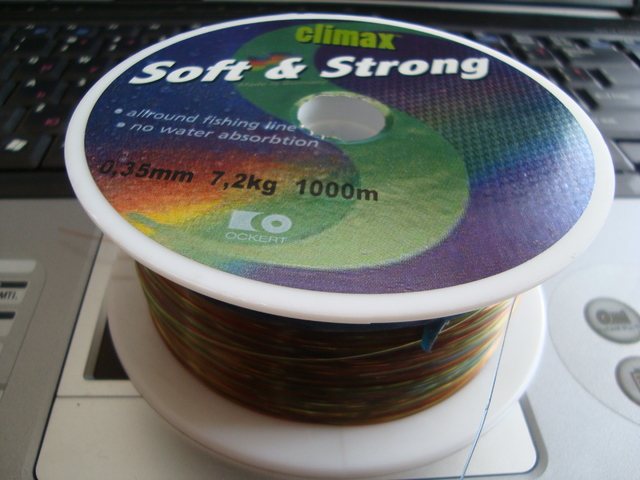 climax
Soft & Strong
• allround fishing line
• no water absorbtion
0,35mm 7,2kg 1000m
OCKERT